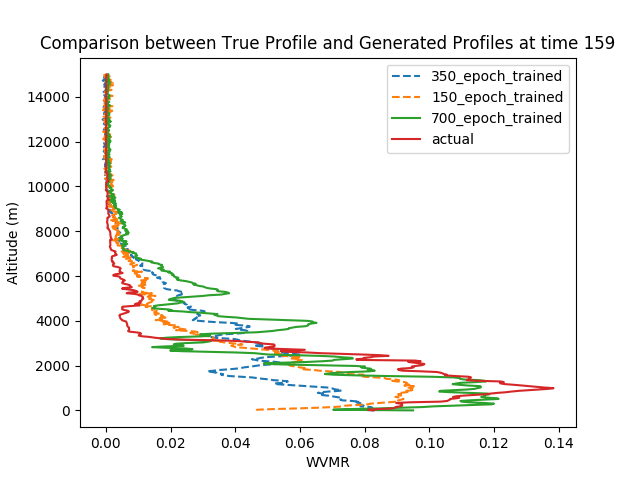 Comparison between True Profile and Generated Profiles at time 159
350_epoch_trained
150_epoch_trained
700_epoch_trained
actual
Altitude (m)
14000
12000
10000
8000
6000
4000
2000
0
0.00 0.02 0.04 0.06 0.08 0.10 0.12 0.14
WVMR